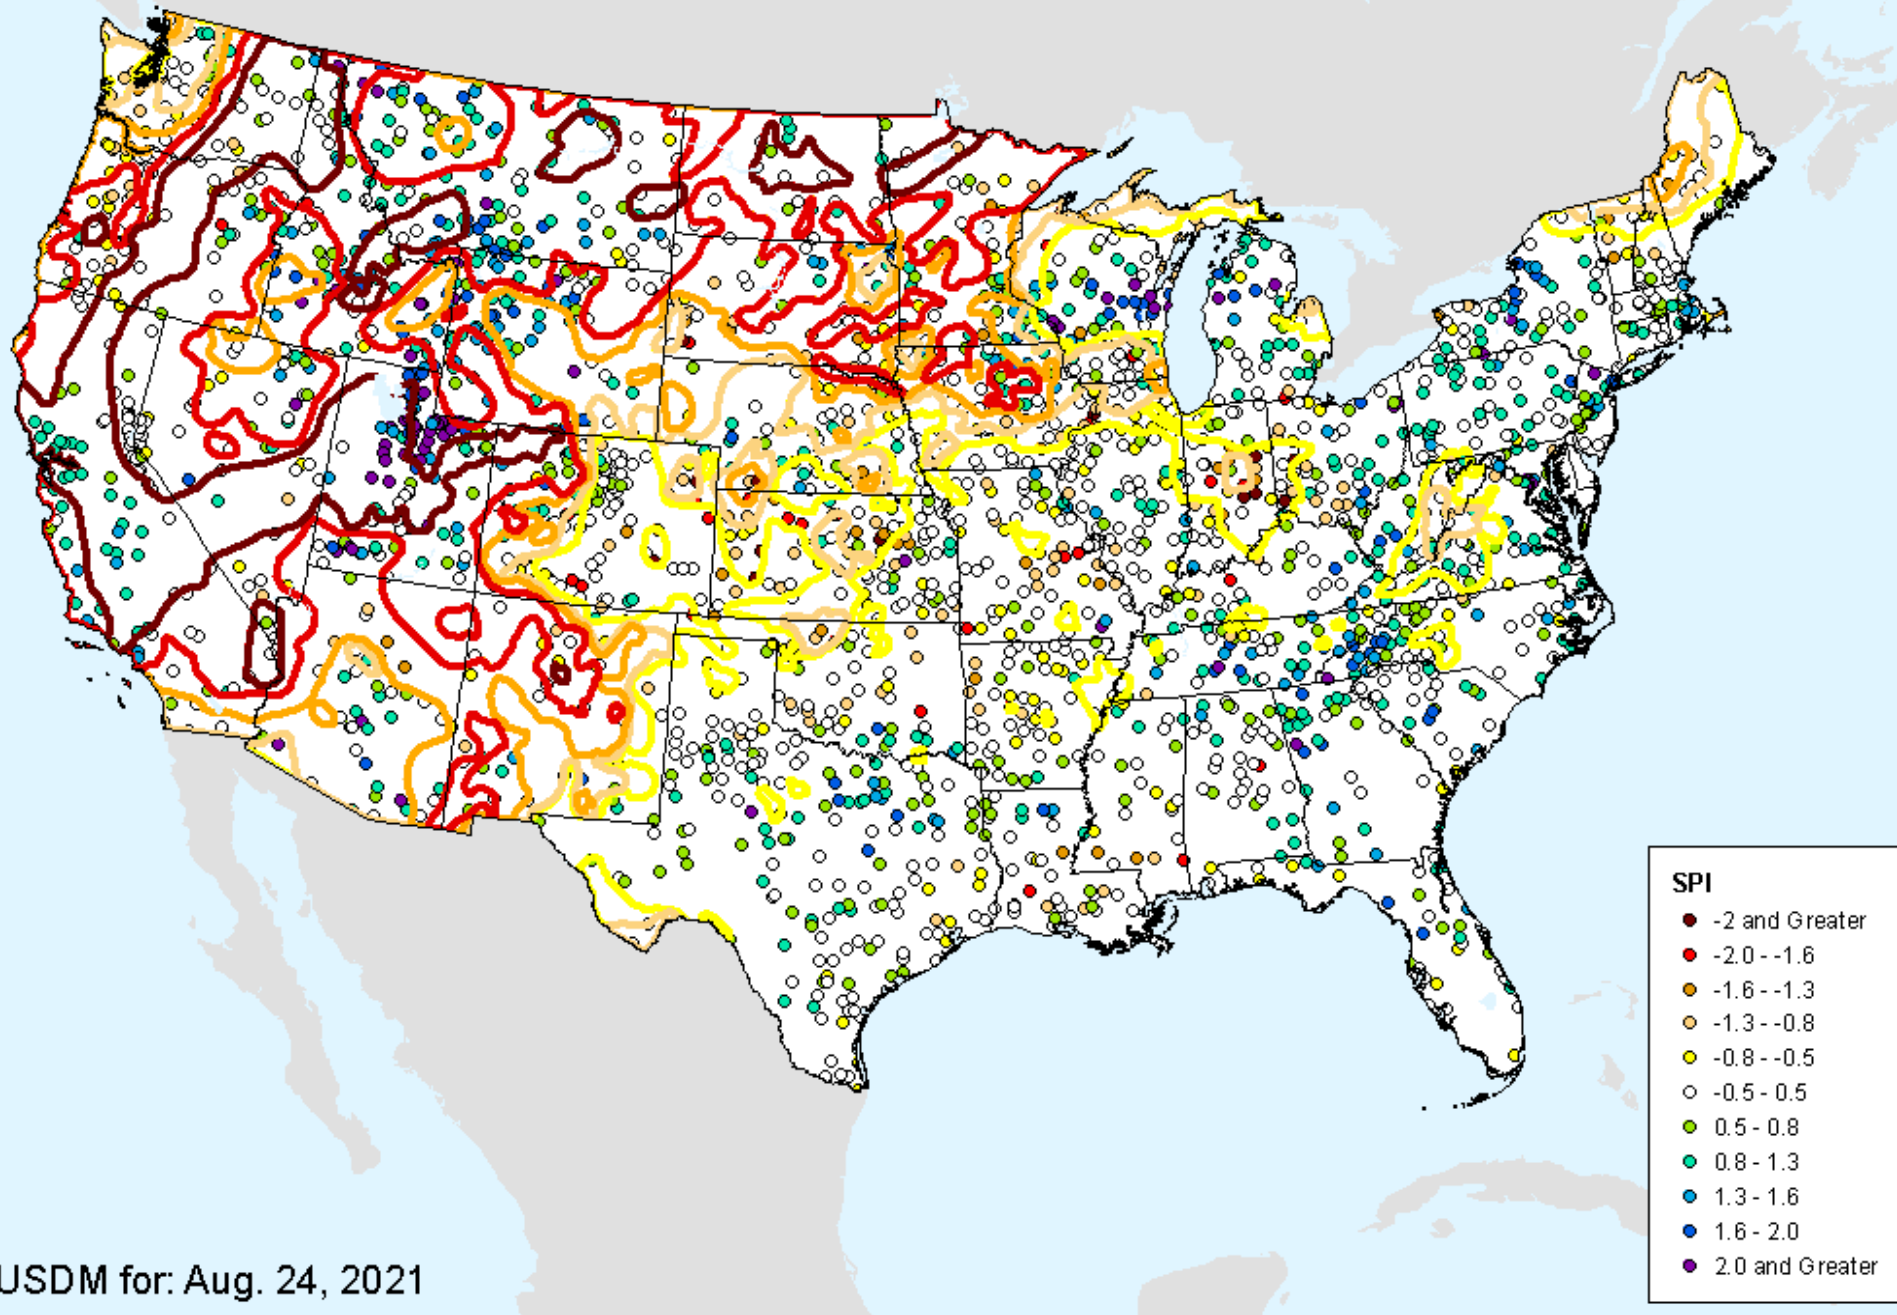 SPI
-2 and Greater
-2.0 - -1.6
-1.6 - -1.3
-1.3 - -0.8
-0.8 - -0.5
-0.5 - 0.5
0.5 - 0.8
0.8 - 1.3
1.3 - 1.6
1.6 - 2.0
2.0 and Greater
USDM for: Aug. 24, 2021